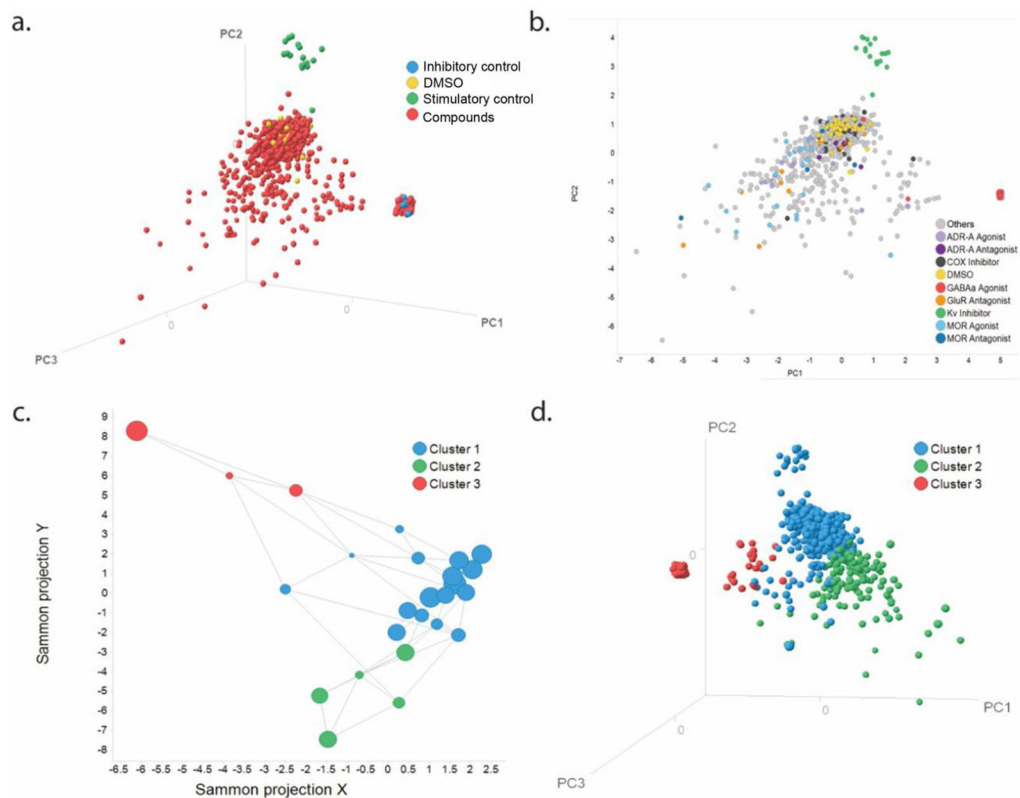 a.
PC2
Inhibitory control
DMSO
Stimulatory control
Compounds
0
0
PC1
PC3
b.
4
3
2
1
0
-1
-2
-3
-4
-5
-6
PC2
Others
ADR-A Agonist
ADR-A Antagonist
COX Inhibitor
DMSO
GABAa Agonist
GluR Antagonist
Kv Inhibitor
MOR Agonist
MOR Antagonist
-7 -6 -5 -4 -3 -2 -1 0 1 2 3 4 5
PC1
c.
9
8
7
6
5
4
3
2
1
0
-1
-2
-3
-4
-5
-6
-7
-8
Sammon projection Y
Cluster 1
Cluster 2
Cluster 3
-6.5 -6 -5.5 -5 -4.5 -4 -3.5 -3 -2.5 -2 -1.5 -1 0 0.5 1 1.5 2 2.5
Sammon projection X
d.
PC2
Cluster 1
Cluster 2
Cluster 3
0
0
0
PC1
PC3